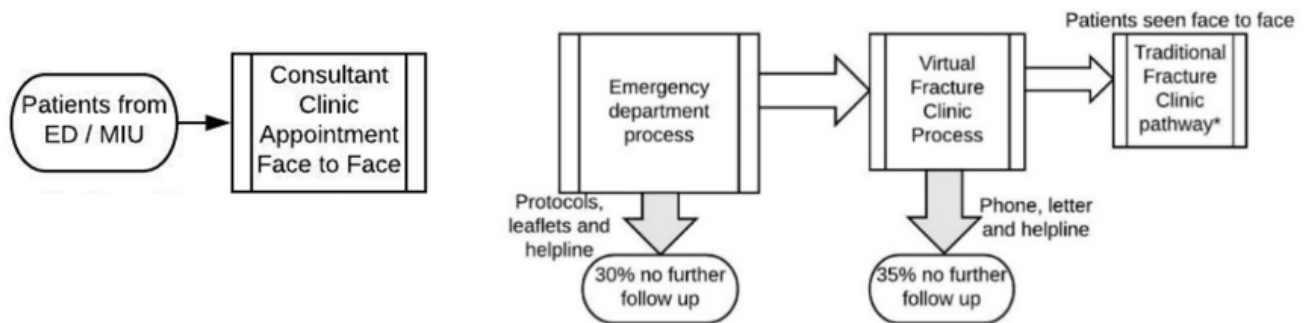 Patients from
ED / MIU
Consultant
Clinic
Appointment
Face to Face
Emergency
department
process
Protocols,
leaflets and
helpline
30% no further
follow up
Virtual
Fracture
Clinic
Process
Phone, letter
and helpline
35% no further
follow up
Patients seen face to face
Traditional
Fracture
Clinic
pathway*